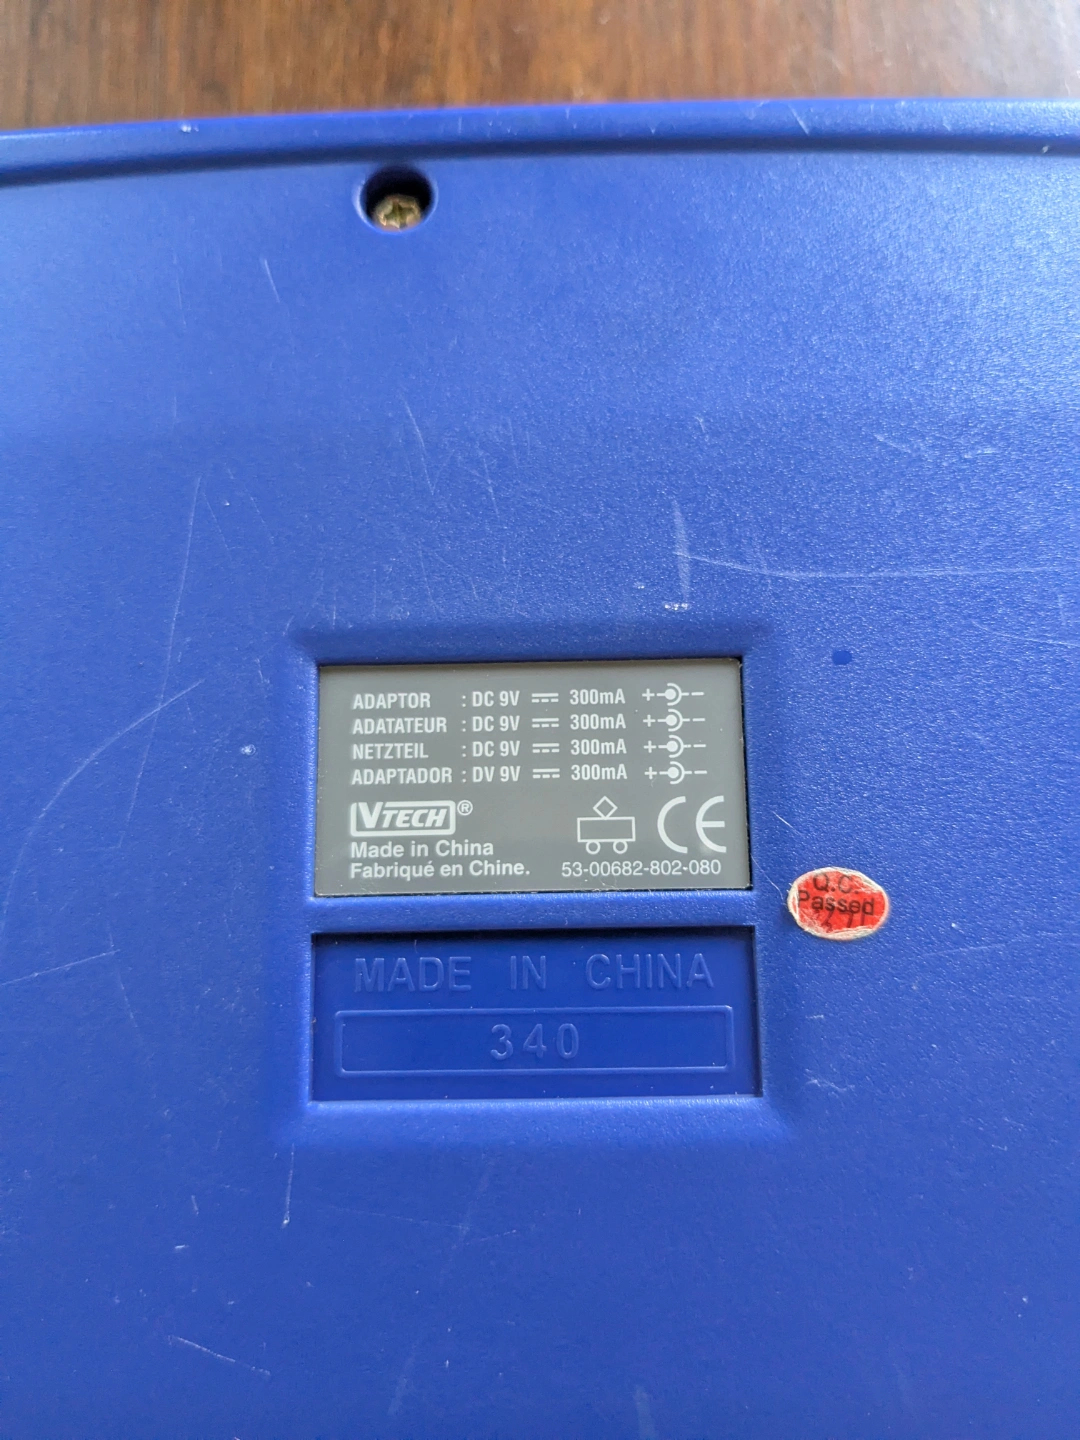 ADAPTOR : DC 9V ⎓ 300mA + -
ADATATEUR : DC 9V ⎓ 300mA + -
NETZTEIL : DC 9V ⎓ 300mA + -
ADAPTADOR : DV 9V ⎓ 300mA + -
VTECH®
Made in China
Fabriqué en Chine.
CE
53-00682-802-080
Q.C.
Passed
MADE IN CHINA
340